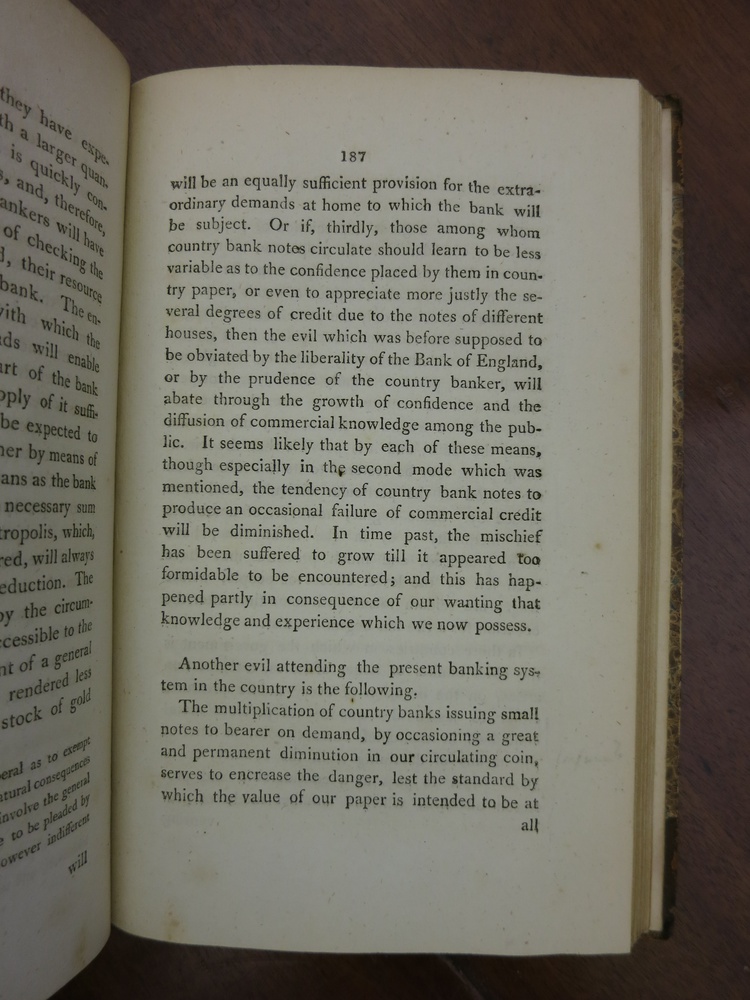 they have expe-
th a larger quan-
is quickly con-
s, and, therefore,
ankers will have
of checking the
d, their resource
bank. The en-
with which the
ds will enable
art of the bank
pply of it suffi-
be expected to
her by means of
ans as the bank
necessary sum
tropolis, which,
red, will always
eduction. The
by the circum-
ccessible to the
nt of a general
rendered less
stock of gold
eral as to exempt
atural consequences
involve the general
e to be pleaded by
owever indifferent
will
187
will be an equally sufficient provision for the extra-
ordinary demands at home to which the bank will
be subject. Or if, thirdly, those among whom
country bank notes circulate should learn to be less
variable as to the confidence placed by them in coun-
try paper, or even to appreciate more justly the se-
veral degrees of credit due to the notes of different
houses, then the evil which was before supposed to
be obviated by the liberality of the Bank of England,
or by the prudence of the country banker, will
abate through the growth of confidence and the
diffusion of commercial knowledge among the pub-
lic. It seems likely that by each of these means,
though especially in the second mode which was
mentioned, the tendency of country bank notes to
produce an occasional failure of commercial credit
will be diminished. In time past, the mischief
has been suffered to grow till it appeared too
formidable to be encountered; and this has hap-
pened partly in consequence of our wanting that
knowledge and experience which we now possess.
Another evil attending the present banking sys-
tem in the country is the following.
The multiplication of country banks issuing small
notes to bearer on demand, by occasioning a great
and permanent diminution in our circulating coin,
serves to encrease the danger, lest the standard by
which the value of our paper is intended to be at
all